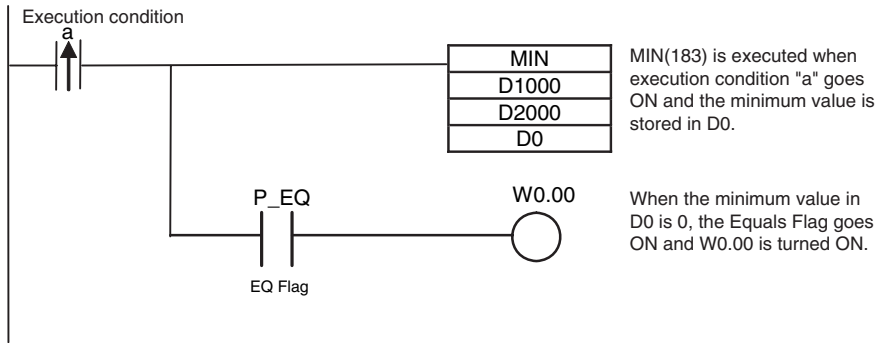 Execution condition
a
MIN
D1000
D2000
D0
MIN(183) is executed when
execution condition "a" goes
ON and the minimum value is
stored in D0.
P_EQ
W0.00
EQ Flag
When the minimum value in
D0 is 0, the Equals Flag goes
ON and W0.00 is turned ON.